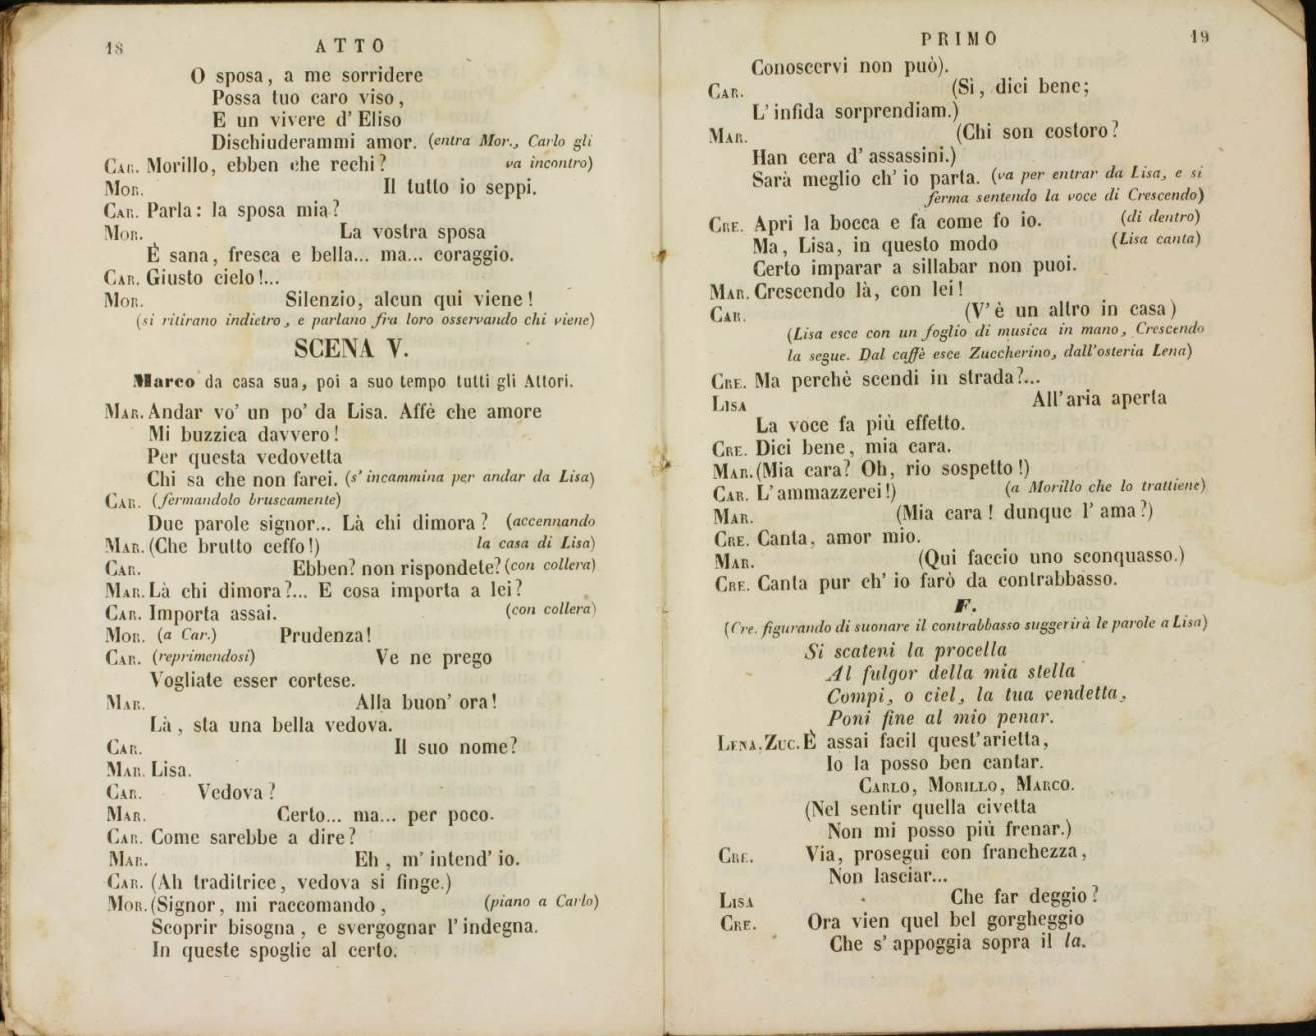 18 ATTO
O sposa, a me sorridere
Possa tuo caro viso,
E un vivere d' Eliso
Dischiuderammi amor. (entra Mor., Carlo gli
CAR. Morillo, ebben che rechi? va incontro)
MOR. Il tutto io seppi.
CAR. Parla: la sposa mia?
MOR. La vostra sposa
È sana, fresca e bella... ma... coraggio.
CAR. Giusto cielo!...
MOR. Silenzio, alcun qui viene!
(si ritirano indietro, e parlano fra loro osservando chi viene)
SCENA V.
Marco da casa sua, poi a suo tempo tutti gli Attori.
MAR. Andar vo' un po' da Lisa. Affè che amore
Mi buzzica davvero!
Per questa vedovetta
Chi sa che non farei. (s' incammina per andar da Lisa)
CAR. (fermandolo bruscamente)
Due parole signor... Là chi dimora? (accennando
MAR. (Che brutto ceffo!) la casa di Lisa)
CAR. Ebben? non rispondete? (con collera)
MAR. Là chi dimora?... E cosa importa a lei?
CAR. Importa assai. (con collera)
MOR. (a Car.) Prudenza!
CAR. (reprimendosi) Ve ne prego
Vogliate esser cortese.
MAR. Alla buon' ora!
Là, sta una bella vedova.
CAR. Il suo nome?
MAR. Lisa.
CAR. Vedova?
MAR. Certo... ma... per poco.
CAR. Come sarebbe a dire?
MAR. Eh, m' intend' io.
CAR. (Ah traditrice, vedova si finge.)
MOR. (Signor, mi raccomando, (piano a Carlo)
Scoprir bisogna, e svergognar l' indegna.
In queste spoglie al certo.
PRIMO 19
Conoscervi non può).
CAR. (Sì, dici bene;
L' infida sorprendiam.)
MAR. (Chi son costoro?
Han cera d' assassini.)
Sarà meglio ch' io parta. (va per entrar da Lisa, e si
ferma sentendo la voce di Crescendo)
CRE. Apri la bocca e fa come fo io. (di dentro)
Ma, Lisa, in questo modo (Lisa canta)
Certo imparar a sillabar non puoi.
MAR. Crescendo là, con lei!
CAR. (V' è un altro in casa)
(Lisa esce con un foglio di musica in mano, Crescendo
la segue. Dal caffè esce Zuccherino, dall'osteria Lena)
CRE. Ma perchè scendi in strada?...
LISA All' aria aperta
La voce fa più effetto.
CRE. Dici bene, mia cara.
MAR. (Mia cara? Oh, rio sospetto!)
CAR. L' ammazzerei!) (a Morillo che lo trattiene)
MAR. (Mia cara! dunque l' ama?)
CRE. Canta, amor mio.
MAR. (Qui faccio uno sconquasso.)
CRE. Canta pur ch' io farò da contrabbasso.
F.
(Cre. figurando di suonare il contrabbasso suggerirà le parole a Lisa)
Si scateni la procella
Al fulgor della mia stella
Compi, o ciel, la tua vendetta,
Poni fine al mio penar.
LENA. ZUC. È assai facil quest' arietta,
Io la posso ben cantar.
CARLO, MORILLO, MARCO.
(Nel sentir quella civetta
Non mi posso più frenar.)
CRE. Via, prosegui con franchezza,
Non lasciar...
LISA Che far deggio?
CRE. Ora vien quel bel gorgheggio
Che s' appoggia sopra il la.